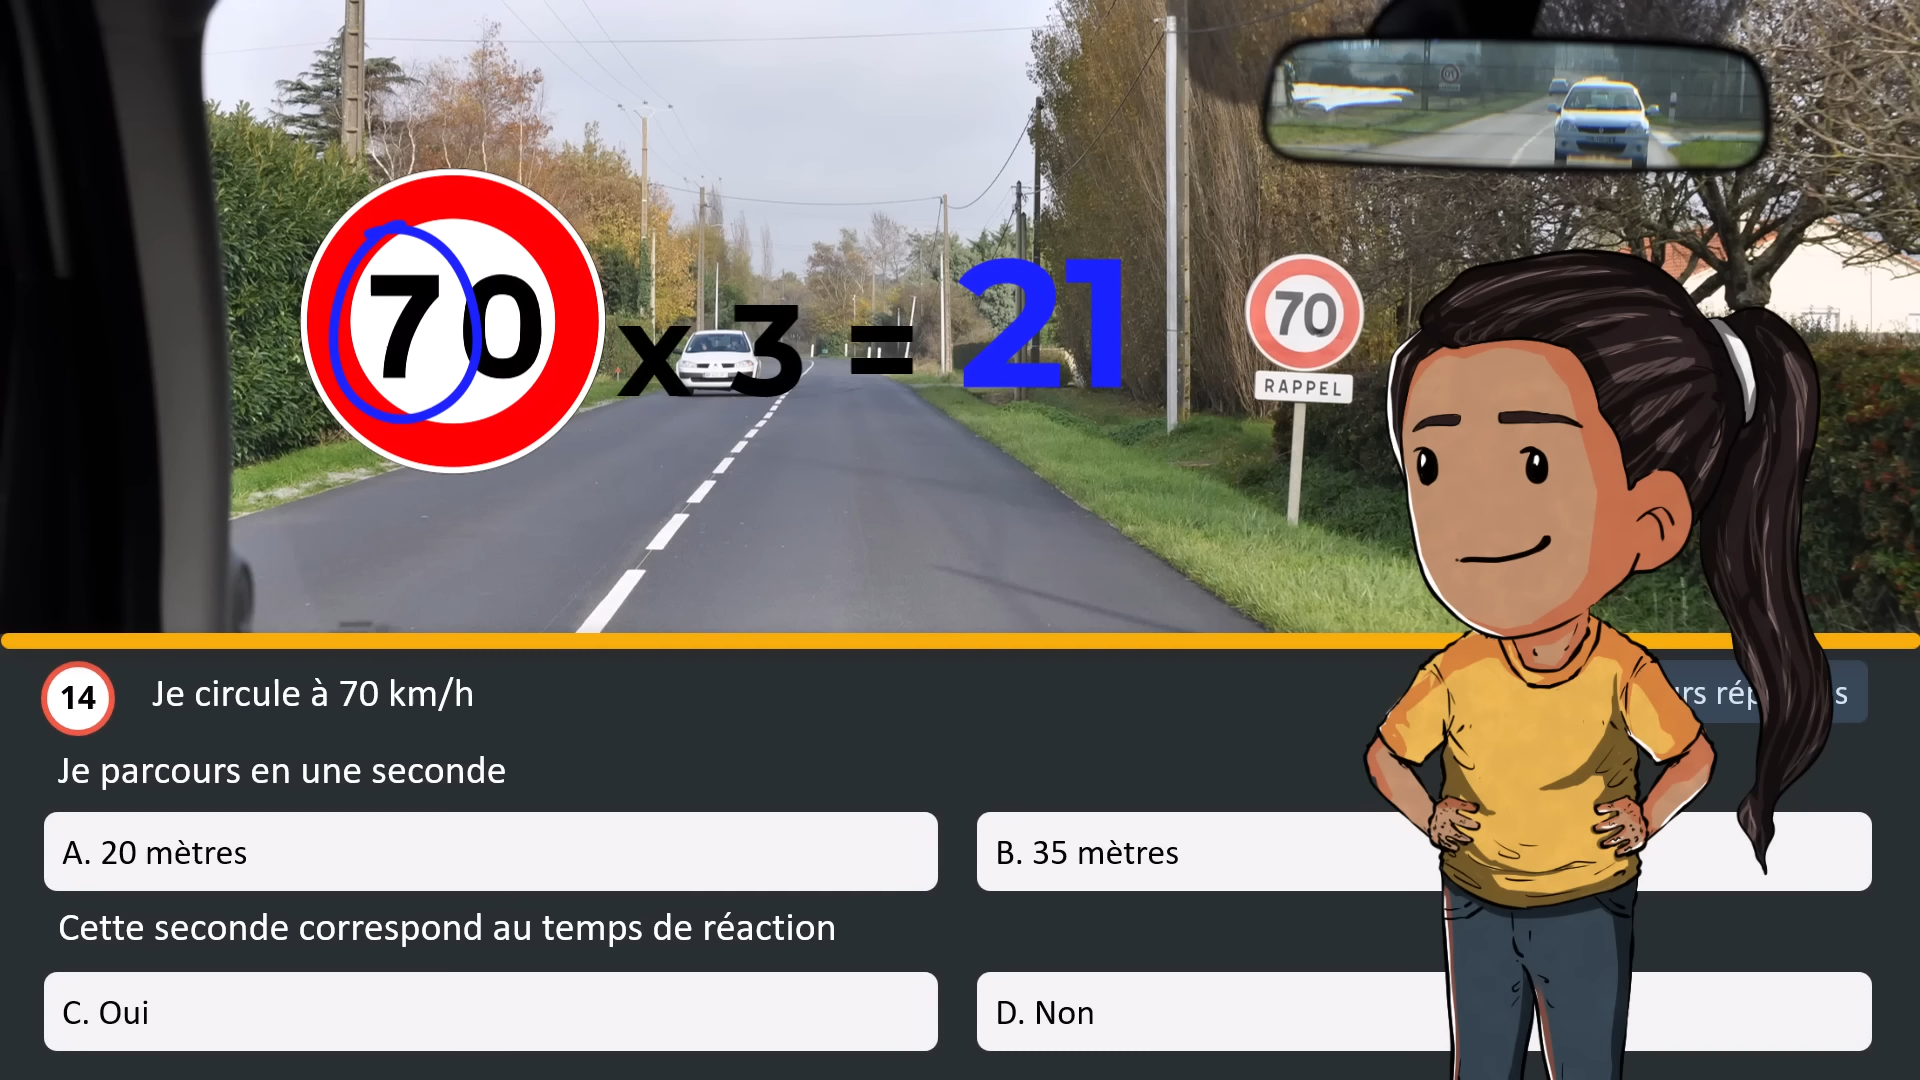 70 x 3 = 21
70
RAPPEL
14 Je circule à 70 km/h
Je parcours en une seconde
A. 20 mètres
B. 35 mètres
Cette seconde correspond au temps de réaction
C. Oui
D. Non